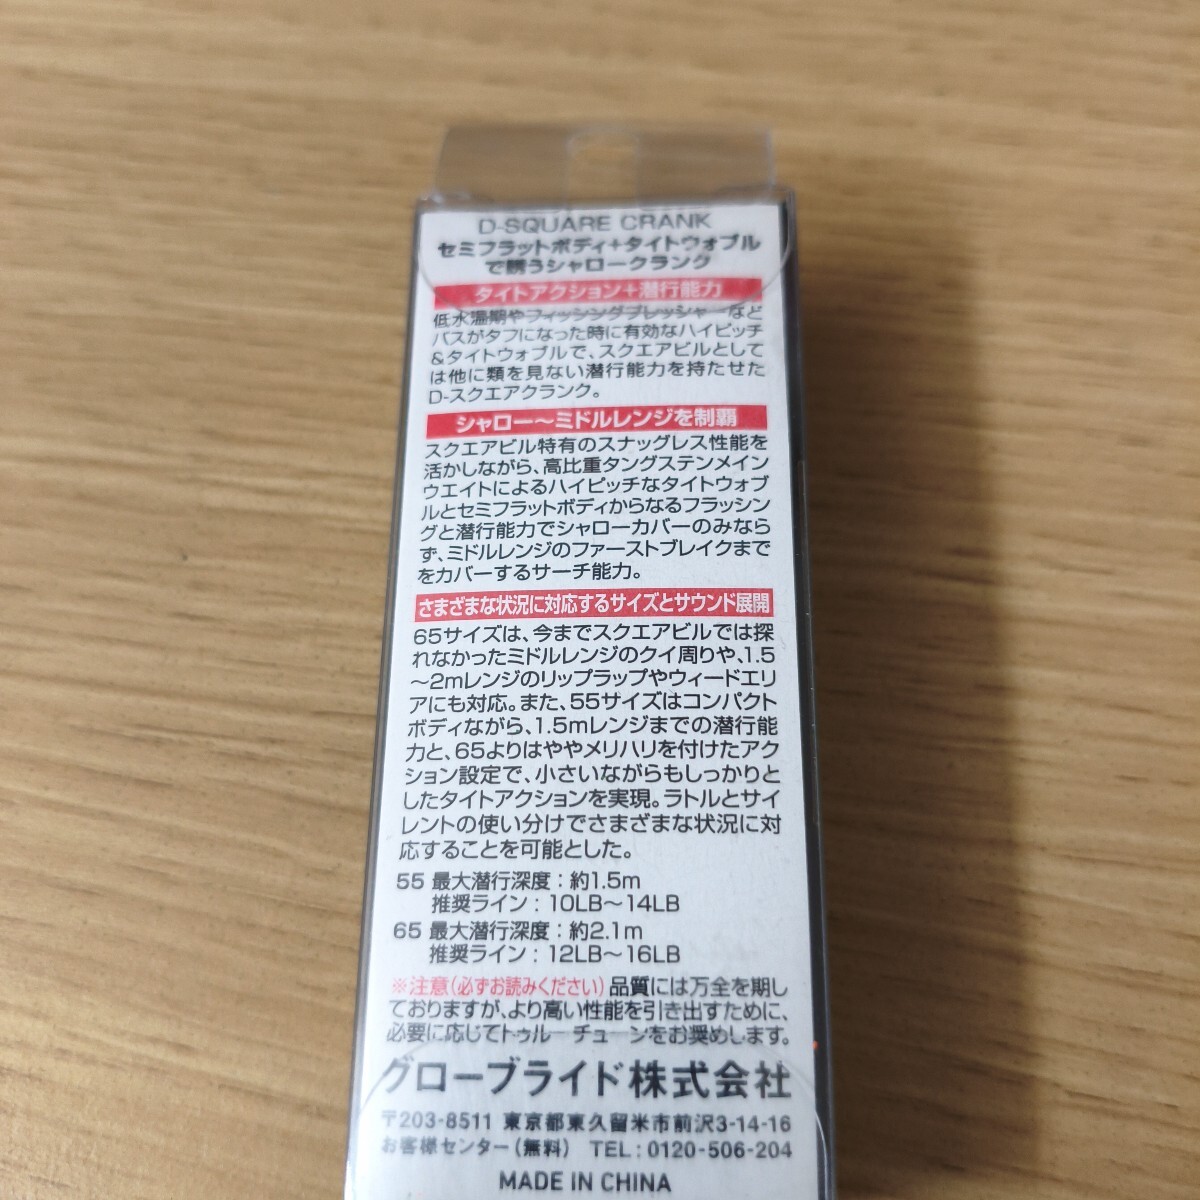 D-SQUARE CRANK
セミフラットボディ+タイトウォブル
で誘うシャロークランク
タイトアクション+潜行能力
低水温期やフィッシングプレッシャーなど
バスがタフになった時に有効なハイピッチ
&タイトウォブルで、スクエアビルとして
は他に類を見ない潜行能力を持たせた
D-スクエアクランク。
シャロー〜ミドルレンジを制覇
スクエアビル特有のスナッグレス性能を
活かしながら、高比重タングステンメイン
ウエイトによるハイピッチなタイトウォブ
ルとセミフラットボディからなるフラッシン
グと潜行能力でシャローカバーのみなら
ず、ミドルレンジのファーストブレイクまで
をカバーするサーチ能力。
さまざまな状況に対応するサイズとサウンド展開
65サイズは、今までスクエアビルでは探
れなかったミドルレンジのクイ周りや、1.5
〜2mレンジのリップラップやウィードエリ
アにも対応。また、55サイズはコンパクト
ボディながら、1.5mレンジまでの潜行能
力と、65よりはややメリハリを付けたアク
ション設定で、小さいながらもしっかりと
したタイトアクションを実現。ラトルとサイ
レントの使い分けでさまざまな状況に対
応することを可能とした。
55 最大潜行深度：約1.5m
推奨ライン：10LB〜14LB
65 最大潜行深度：約2.1m
推奨ライン：12LB〜16LB
※注意(必ずお読みください) 品質には万全を期し
ておりますが、より高い性能を引き出すために、
必要に応じてトゥルーチューンをお奨めします。
グローブライド株式会社
〒203-8511 東京都東久留米市前沢3-14-16
お客様センター(無料) TEL：0120-506-204
MADE IN CHINA